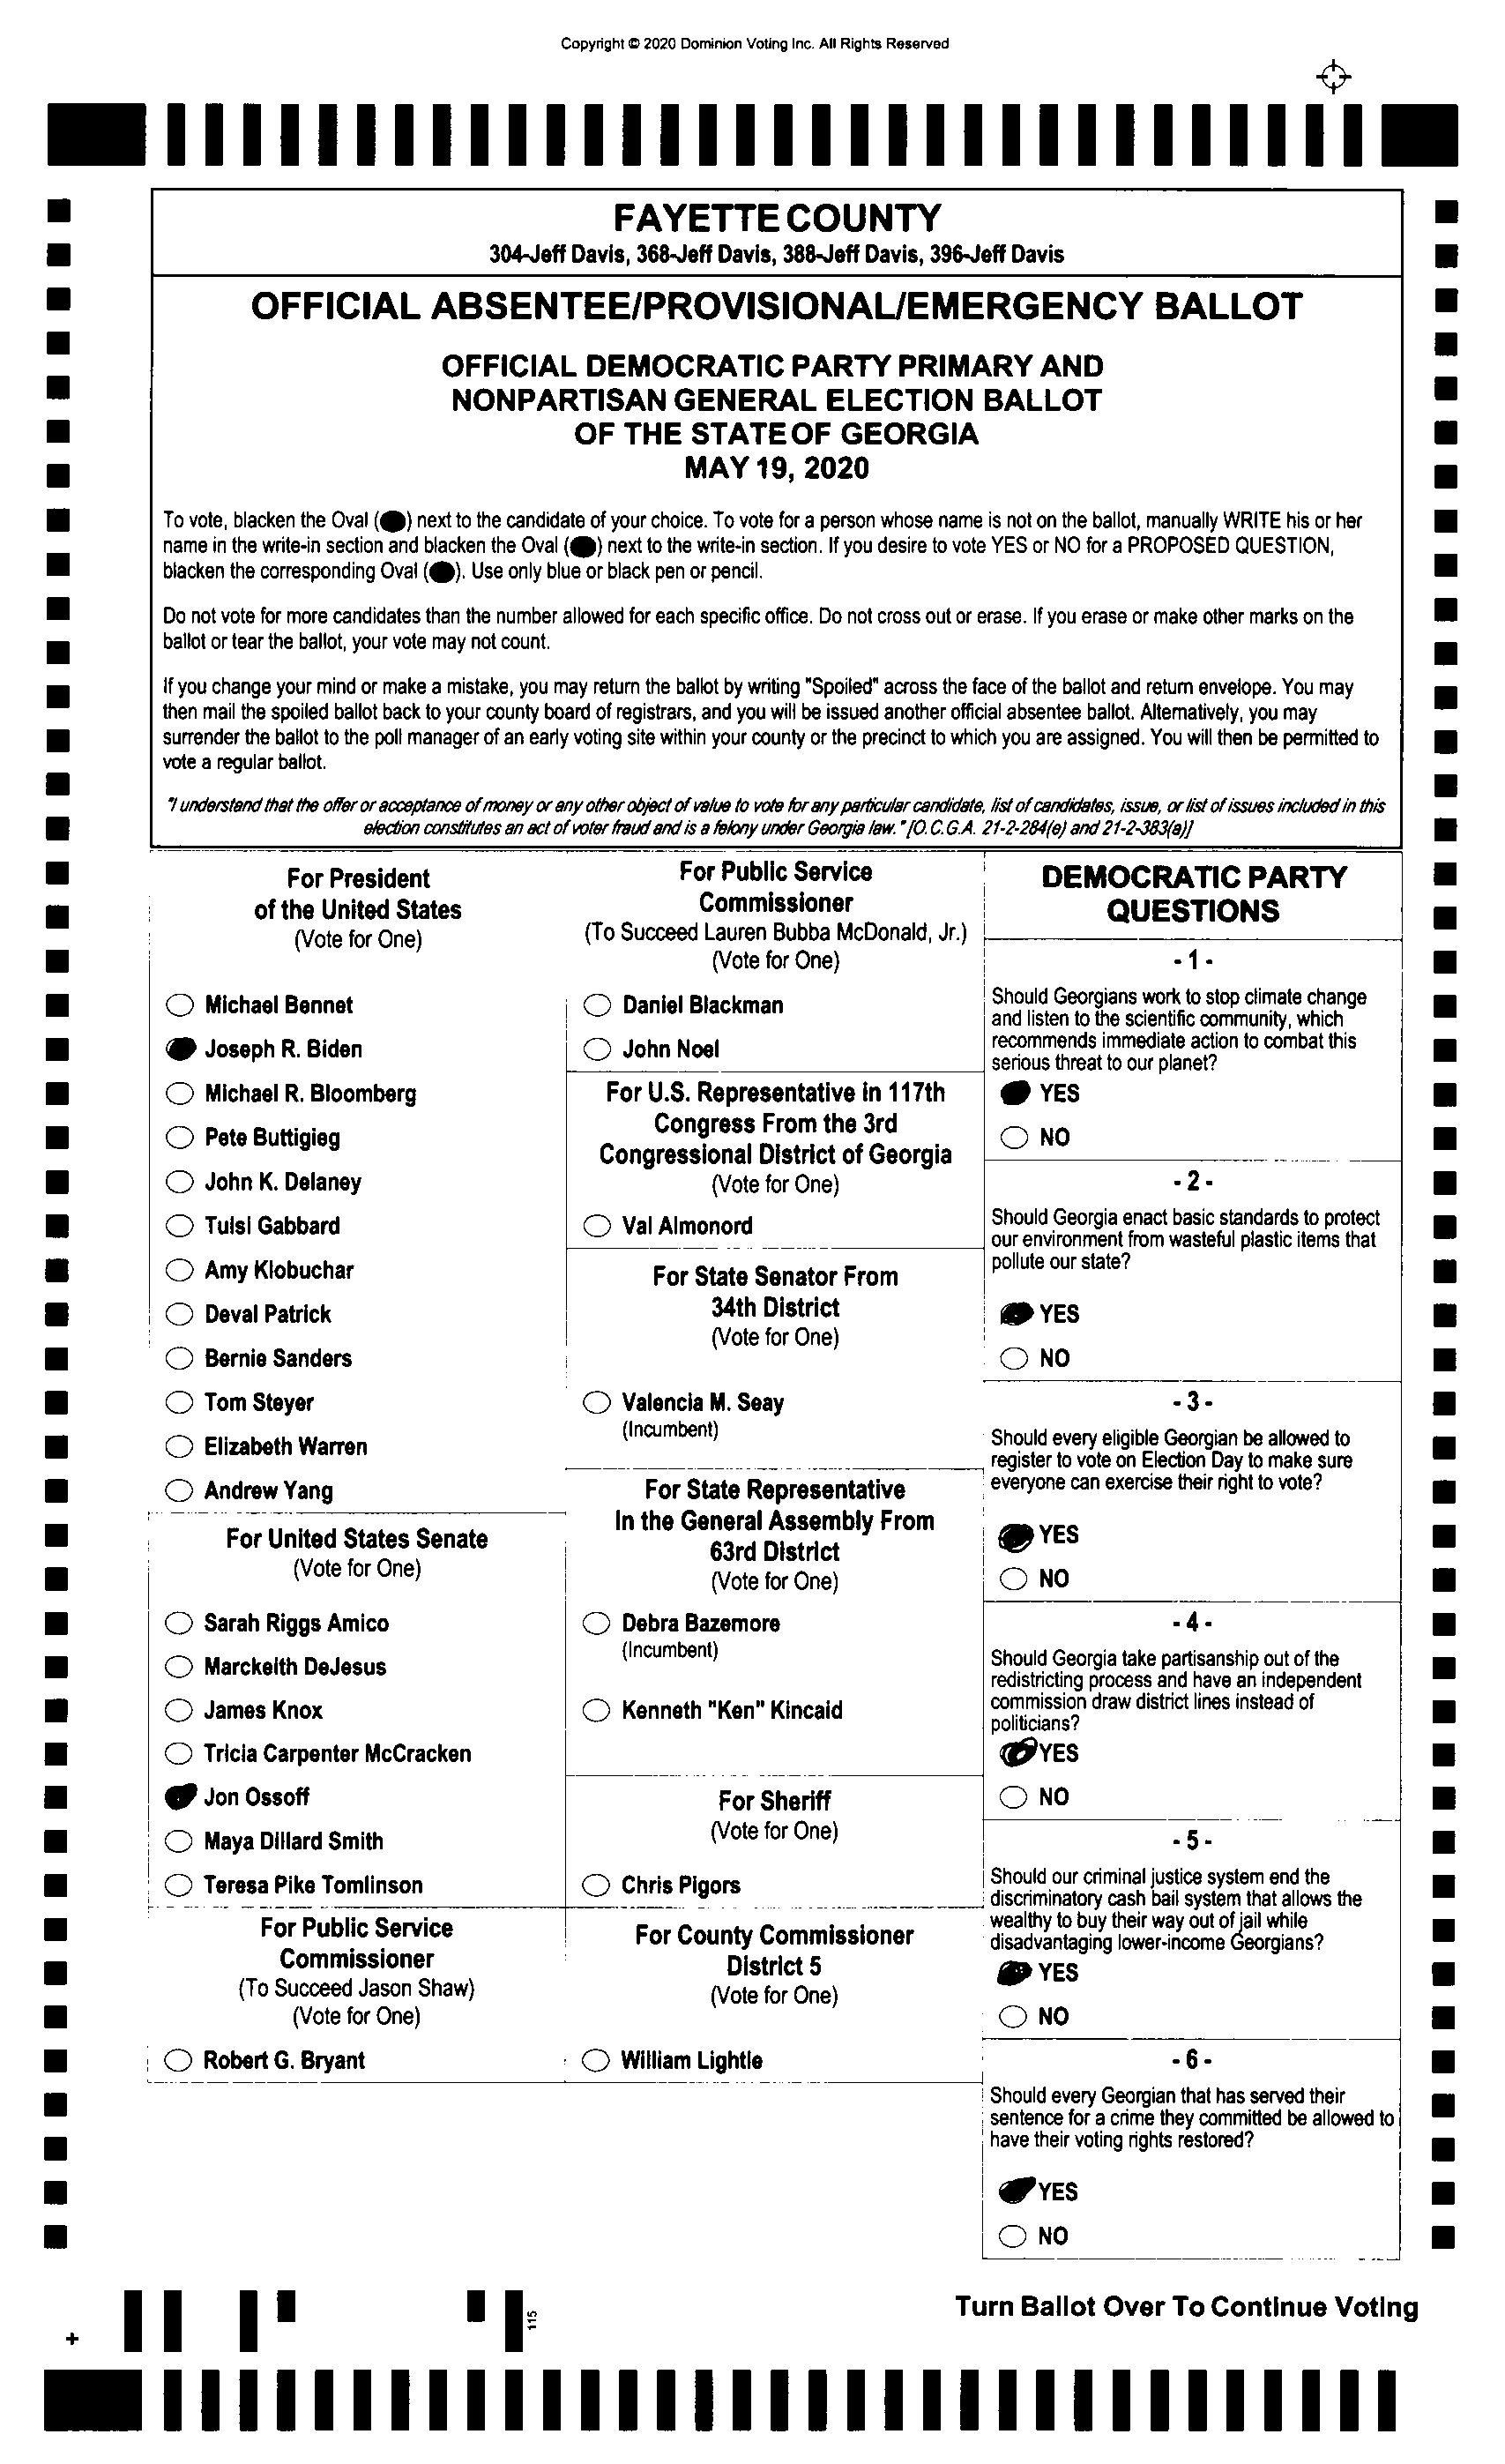 Copyright © 2020 Dominion Voting Inc. All Rights Reserved
FAYETTE COUNTY
304-Jeff Davis, 368-Jeff Davis, 388-Jeff Davis, 396-Jeff Davis
OFFICIAL ABSENTEE/PROVISIONAL/EMERGENCY BALLOT
OFFICIAL DEMOCRATIC PARTY PRIMARY AND
NONPARTISAN GENERAL ELECTION BALLOT
OF THE STATE OF GEORGIA
MAY 19, 2020
To vote, blacken the Oval (⬬) next to the candidate of your choice. To vote for a person whose name is not on the ballot, manually WRITE his or her
name in the write-in section and blacken the Oval (⬬) next to the write-in section. If you desire to vote YES or NO for a PROPOSED QUESTION,
blacken the corresponding Oval (⬬). Use only blue or black pen or pencil.
Do not vote for more candidates than the number allowed for each specific office. Do not cross out or erase. If you erase or make other marks on the
ballot or tear the ballot, your vote may not count.
If you change your mind or make a mistake, you may return the ballot by writing "Spoiled" across the face of the ballot and return envelope. You may
then mail the spoiled ballot back to your county board of registrars, and you will be issued another official absentee ballot. Alternatively, you may
surrender the ballot to the poll manager of an early voting site within your county or the precinct to which you are assigned. You will then be permitted to
vote a regular ballot.
"I understand that the offer or acceptance of money or any other object of value to vote for any particular candidate, list of candidates, issue, or list of issues included in this
election constitutes an act of voter fraud and is a felony under Georgia law. "[O.C.G.A. 21-2-284(e) and 21-2-383(a)]
For President
of the United States
(Vote for One)
Michael Bennet
Joseph R. Biden
Michael R. Bloomberg
Pete Buttigieg
John K. Delaney
Tulsi Gabbard
Amy Klobuchar
Deval Patrick
Bernie Sanders
Tom Steyer
Elizabeth Warren
Andrew Yang
For United States Senate
(Vote for One)
Sarah Riggs Amico
Marckeith DeJesus
James Knox
Tricia Carpenter McCracken
Jon Ossoff
Maya Dillard Smith
Teresa Pike Tomlinson
For Public Service
Commissioner
(To Succeed Jason Shaw)
(Vote for One)
Robert G. Bryant
For Public Service
Commissioner
(To Succeed Lauren Bubba McDonald, Jr.)
(Vote for One)
Daniel Blackman
John Noel
For U.S. Representative in 117th
Congress From the 3rd
Congressional District of Georgia
(Vote for One)
Val Almonord
For State Senator From
34th District
(Vote for One)
Valencia M. Seay
(Incumbent)
For State Representative
In the General Assembly From
63rd District
(Vote for One)
Debra Bazemore
(Incumbent)
Kenneth "Ken" Kincaid
For Sheriff
(Vote for One)
Chris Pigors
For County Commissioner
District 5
(Vote for One)
William Lightle
DEMOCRATIC PARTY
QUESTIONS
- 1 -
Should Georgians work to stop climate change
and listen to the scientific community, which
recommends immediate action to combat this
serious threat to our planet?
YES
NO
- 2 -
Should Georgia enact basic standards to protect
our environment from wasteful plastic items that
pollute our state?
YES
NO
- 3 -
Should every eligible Georgian be allowed to
register to vote on Election Day to make sure
everyone can exercise their right to vote?
YES
NO
- 4 -
Should Georgia take partisanship out of the
redistricting process and have an independent
commission draw district lines instead of
politicians?
YES
NO
- 5 -
Should our criminal justice system end the
discriminatory cash bail system that allows the
wealthy to buy their way out of jail while
disadvantaging lower-income Georgians?
YES
NO
- 6 -
Should every Georgian that has served their
sentence for a crime they committed be allowed to
have their voting rights restored?
YES
NO
115
Turn Ballot Over To Continue Voting